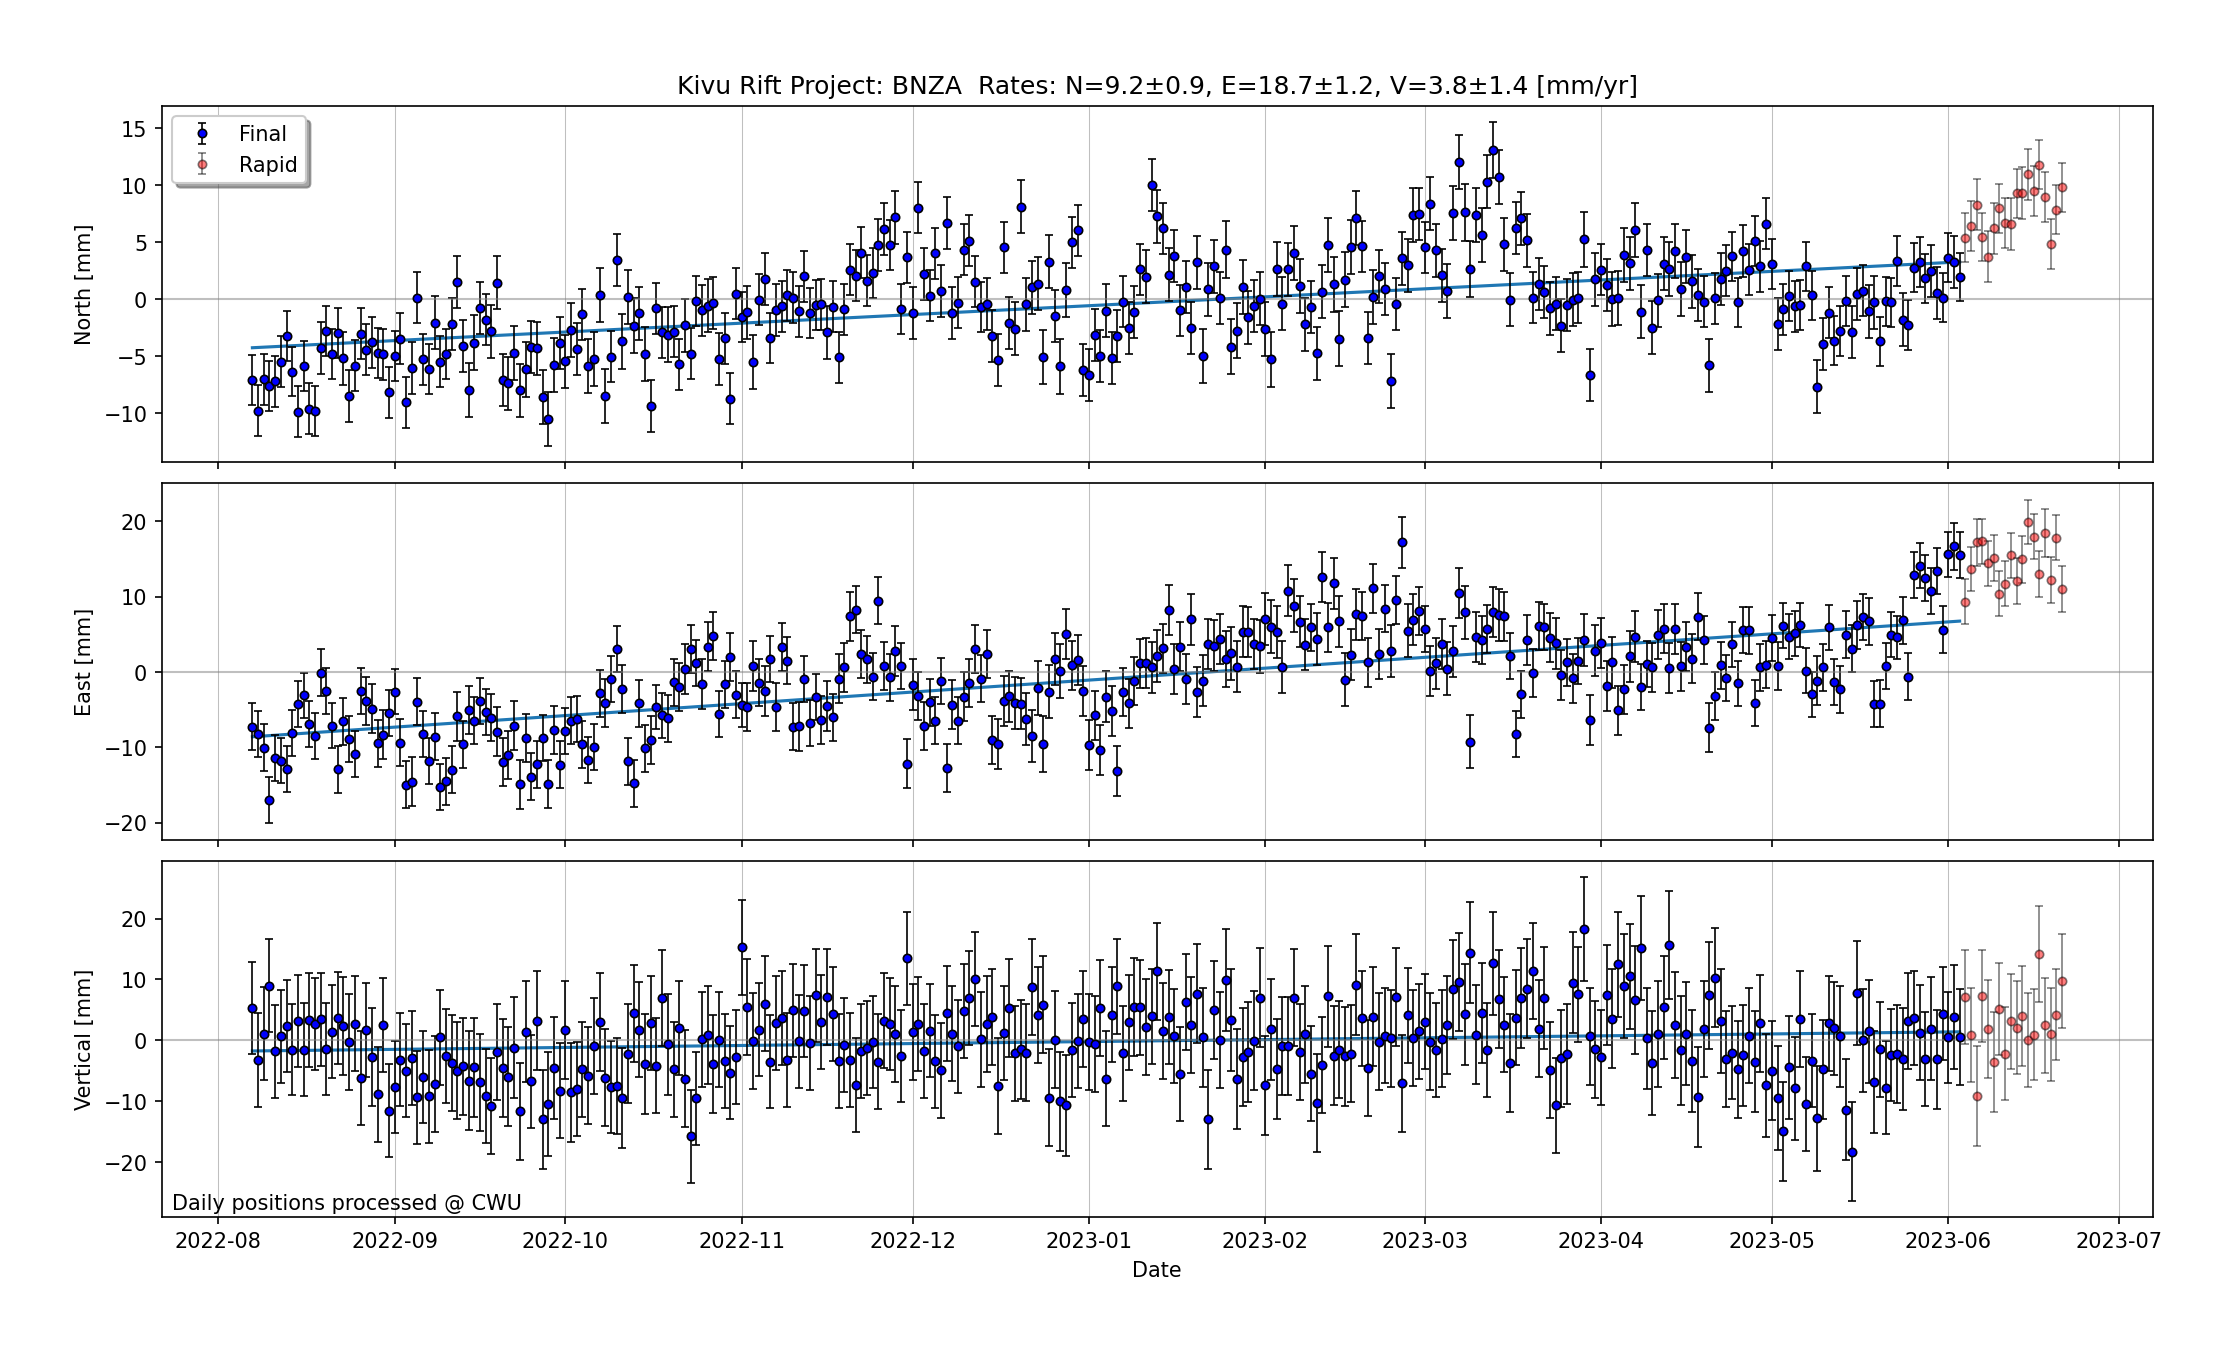 Kivu Rift Project: BNZA  Rates: N=9.2±0.9, E=18.7±1.2, V=3.8±1.4 [mm/yr]
Final
Rapid
15
10
5
0
−5
−10
North [mm]
20
10
0
−10
−20
East [mm]
20
10
0
−10
−20
Vertical [mm]
Daily positions processed @ CWU
2022-08 2022-09 2022-10 2022-11 2022-12 2023-01 2023-02 2023-03 2023-04 2023-05 2023-06 2023-07
Date